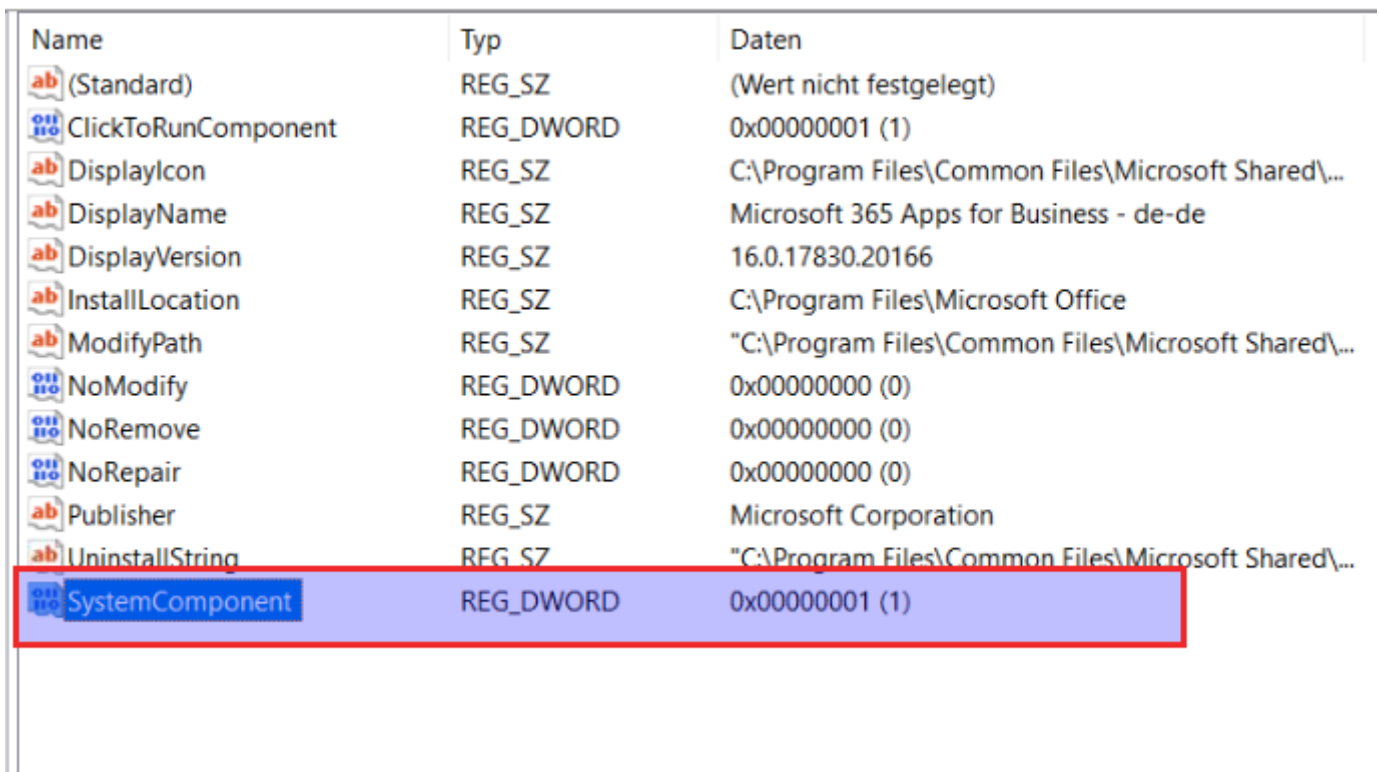 Name Typ Daten
(Standard) REG_SZ (Wert nicht festgelegt)
ClickToRunComponent REG_DWORD 0x00000001 (1)
DisplayIcon REG_SZ C:\Program Files\Common Files\Microsoft Shared\...
DisplayName REG_SZ Microsoft 365 Apps for Business - de-de
DisplayVersion REG_SZ 16.0.17830.20166
InstallLocation REG_SZ C:\Program Files\Microsoft Office
ModifyPath REG_SZ "C:\Program Files\Common Files\Microsoft Shared\...
NoModify REG_DWORD 0x00000000 (0)
NoRemove REG_DWORD 0x00000000 (0)
NoRepair REG_DWORD 0x00000000 (0)
Publisher REG_SZ Microsoft Corporation
UninstallString REG_SZ "C:\Program Files\Common Files\Microsoft Shared\...
SystemComponent REG_DWORD 0x00000001 (1)